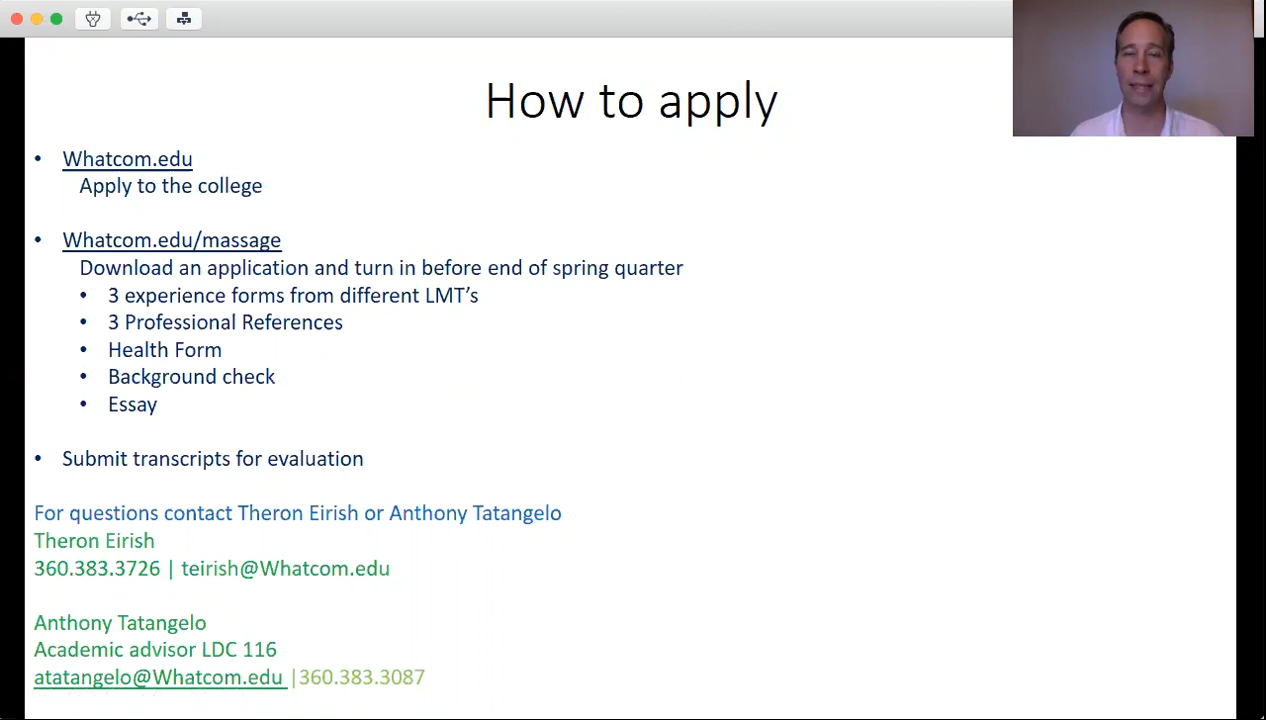 How to apply
• Whatcom.edu
Apply to the college
• Whatcom.edu/massage
Download an application and turn in before end of spring quarter
• 3 experience forms from different LMT’s
• 3 Professional References
• Health Form
• Background check
• Essay
• Submit transcripts for evaluation
For questions contact Theron Eirish or Anthony Tatangelo
Theron Eirish
360.383.3726 | teirish@Whatcom.edu
Anthony Tatangelo
Academic advisor LDC 116
atatangelo@Whatcom.edu |360.383.3087